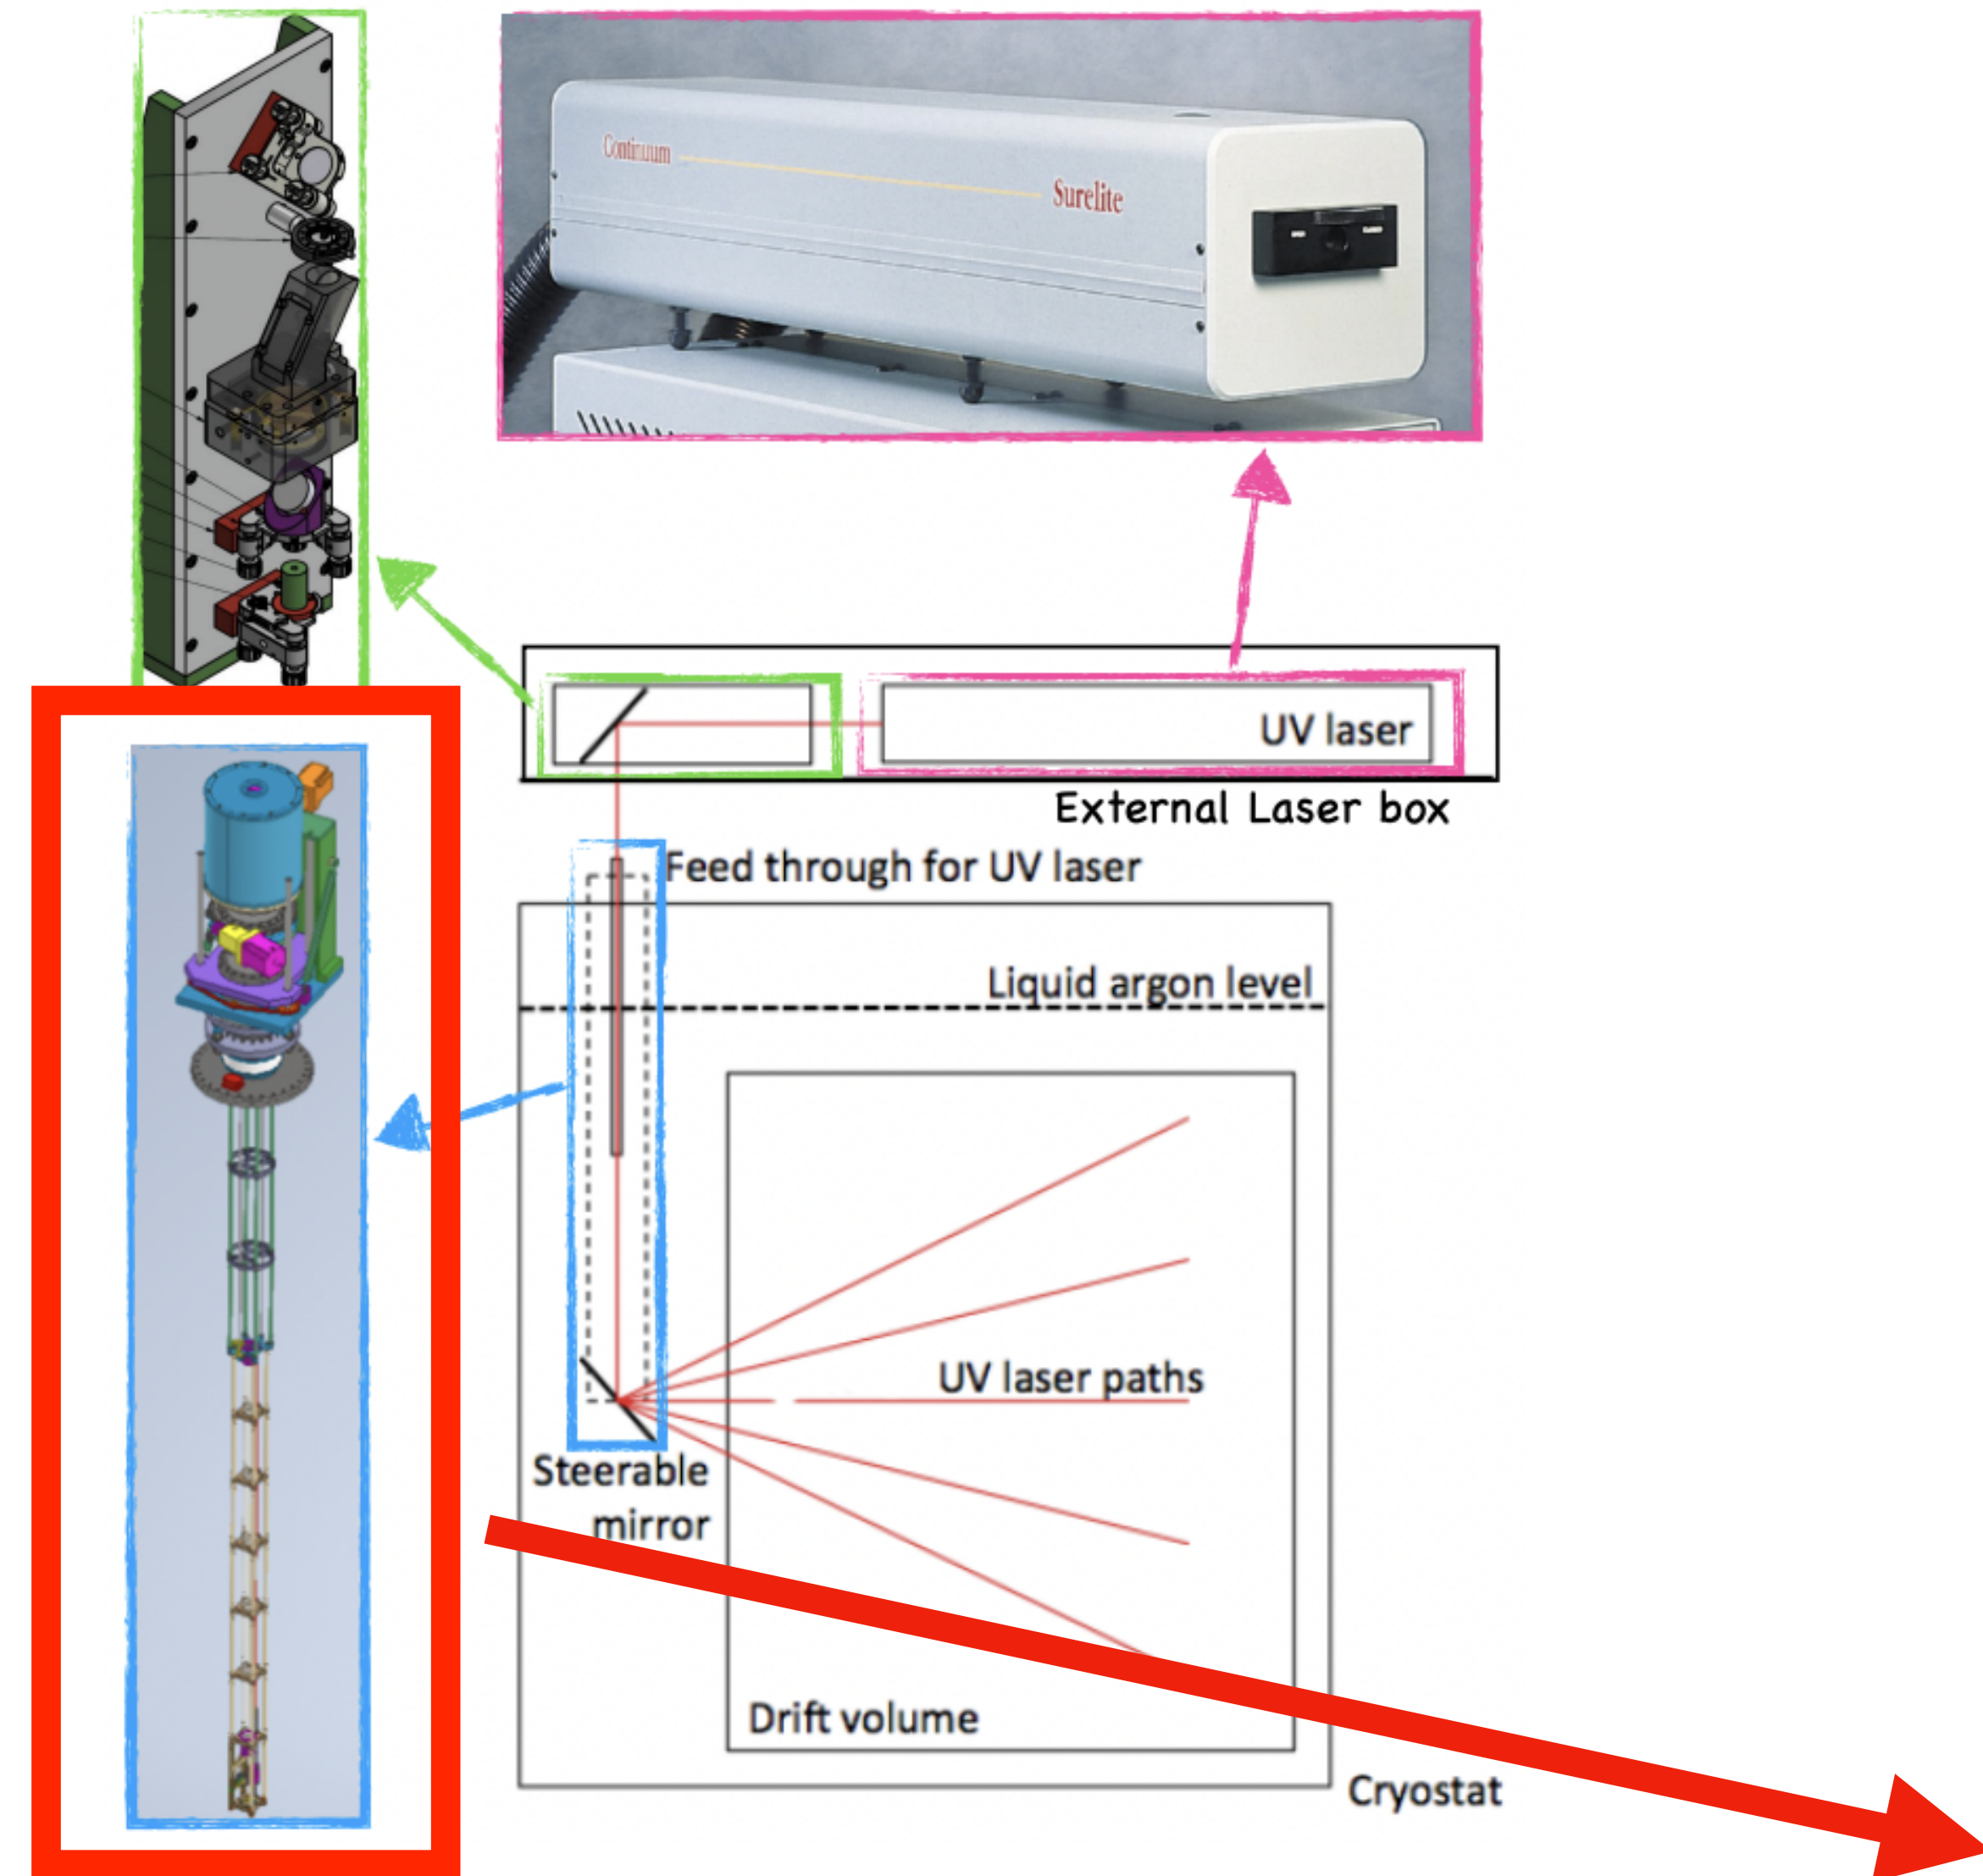 Continuum
Surelite
UV laser
External Laser box
Feed through for UV laser
Liquid argon level
UV laser paths
Steerable
mirror
Drift volume
Cryostat